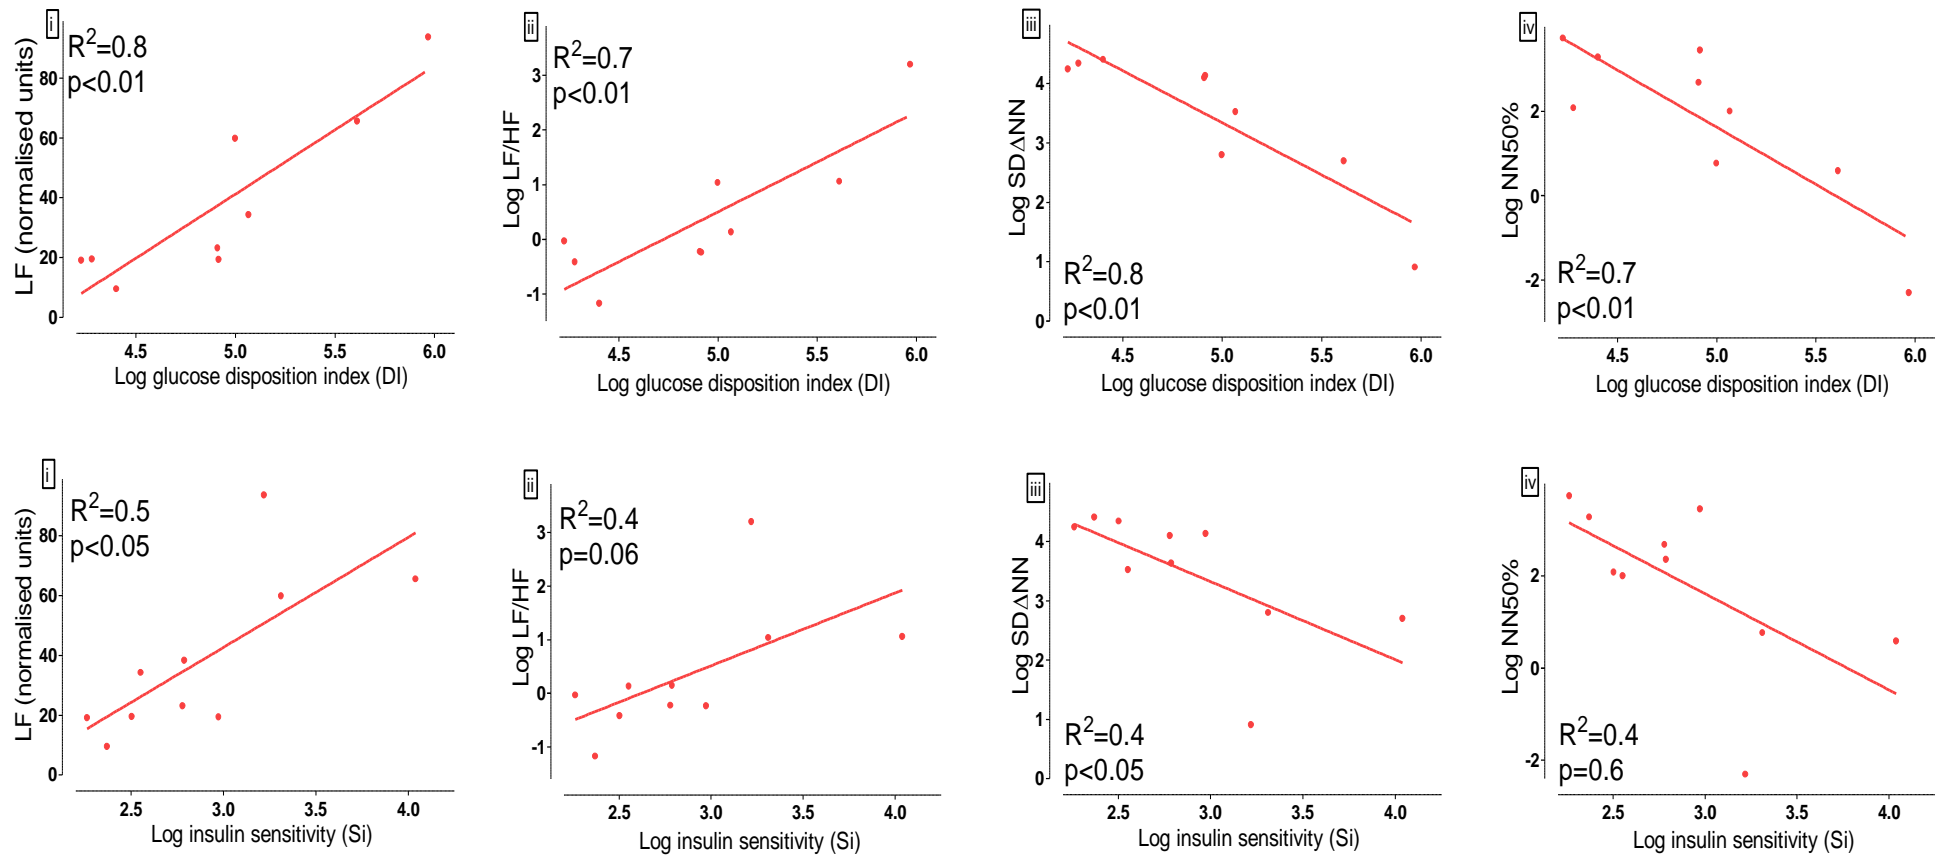 i
R²=0.8
p<0.01
LF (normalised units)
80
60
40
20
0
4.5 5.0 5.5 6.0
Log glucose disposition index (DI)
ii
R²=0.7
p<0.01
Log LF/HF
3
2
1
0
-1
4.5 5.0 5.5 6.0
Log glucose disposition index (DI)
iii
Log SD∆NN
4
3
2
1
0
R²=0.8
p<0.01
4.5 5.0 5.5 6.0
Log glucose disposition index (DI)
iv
Log NN50%
2
0
-2
R²=0.7
p<0.01
4.5 5.0 5.5 6.0
Log glucose disposition index (DI)
i
R²=0.5
p<0.05
LF (normalised units)
80
60
40
20
0
2.5 3.0 3.5 4.0
Log insulin sensitivity (Si)
ii
R²=0.4
p=0.06
Log LF/HF
3
2
1
0
-1
2.5 3.0 3.5 4.0
Log insulin sensitivity (Si)
iii
Log SD∆NN
4
3
2
1
0
R²=0.4
p<0.05
2.5 3.0 3.5 4.0
Log insulin sensitivity (Si)
iv
Log NN50%
2
0
-2
R²=0.4
p=0.6
2.5 3.0 3.5 4.0
Log insulin sensitivity (Si)